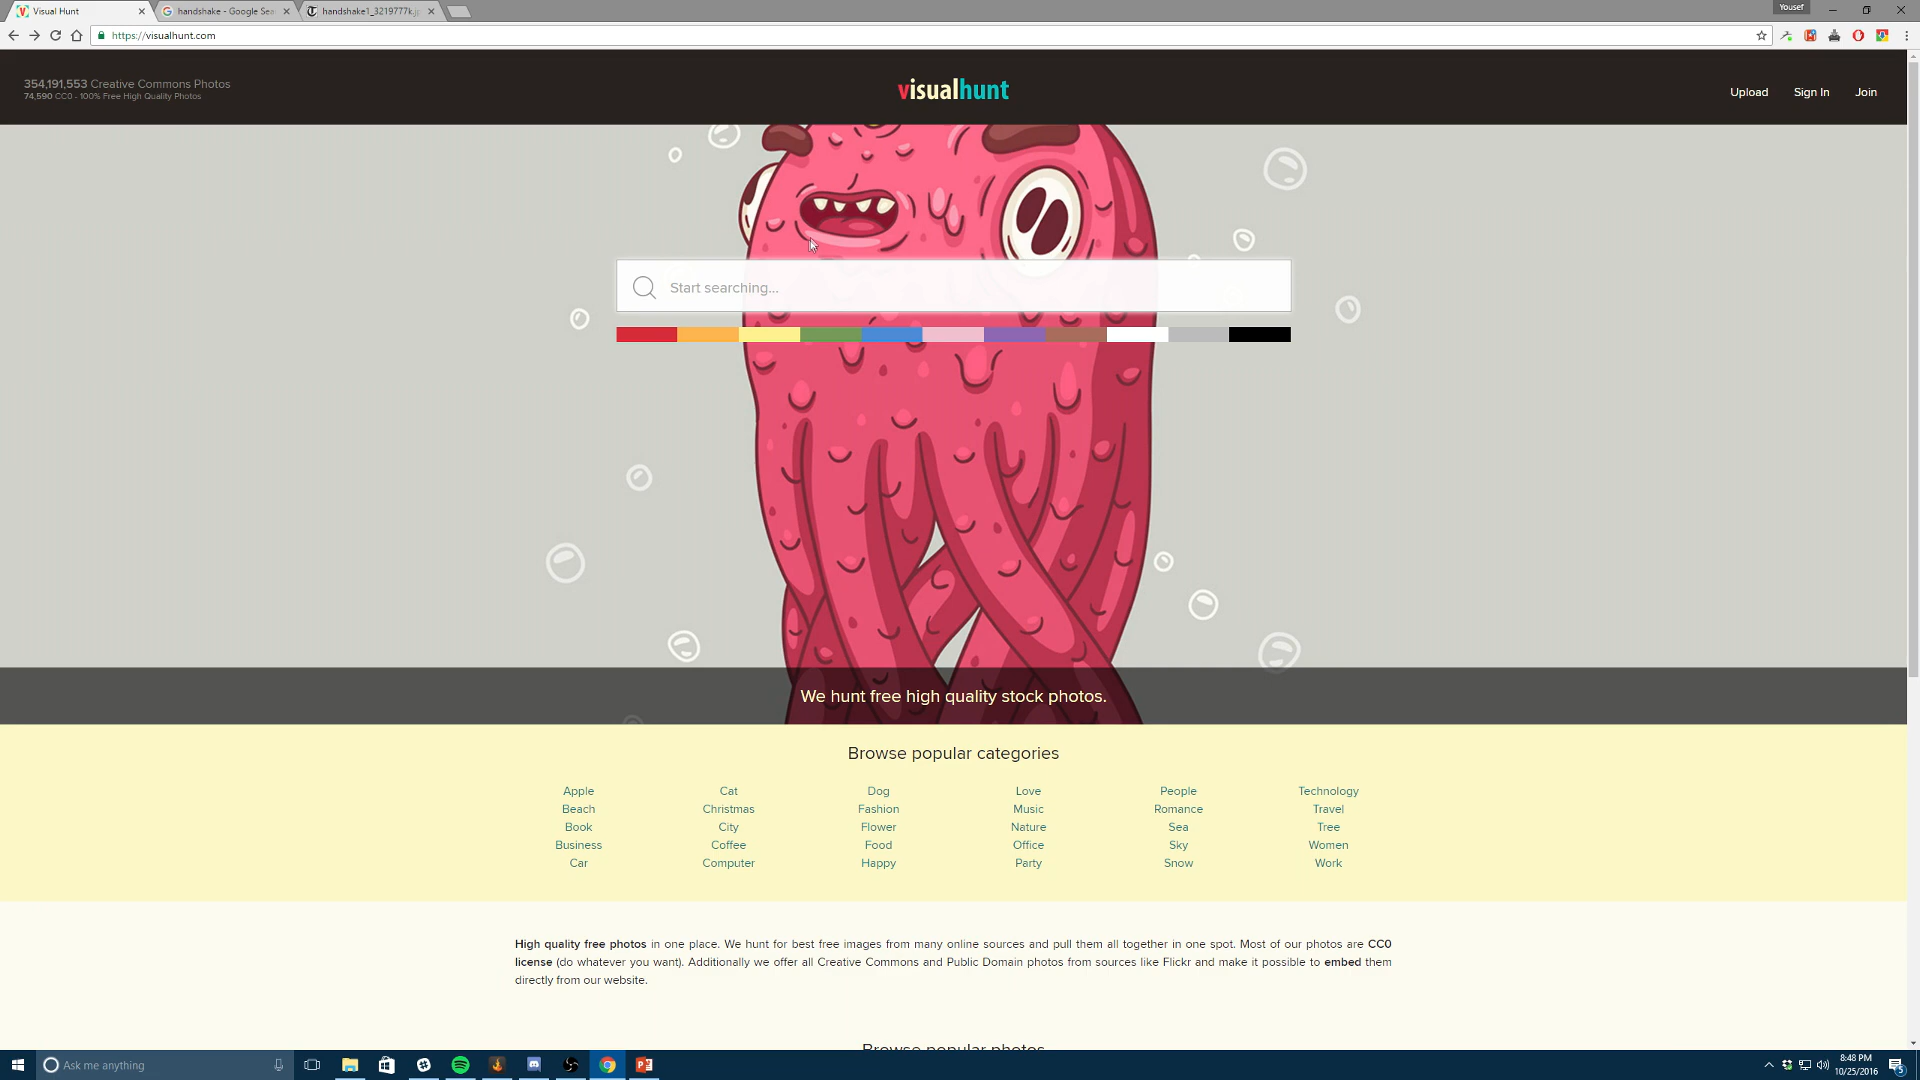 Visual Hunt
handshake - Google Sea
handshake1_3219777k.jp
Yousef
https://visualhunt.com
354,191,553 Creative Commons Photos
74,590 CC0 - 100% Free High Quality Photos
visualhunt
Upload
Sign In
Join
Start searching...
We hunt free high quality stock photos.
Browse popular categories
Apple Cat Dog Love People Technology
Beach Christmas Fashion Music Romance Travel
Book City Flower Nature Sea Tree
Business Coffee Food Office Sky Women
Car Computer Happy Party Snow Work
High quality free photos in one place. We hunt for best free images from many online sources and pull them all together in one spot. Most of our photos are CC0
license (do whatever you want). Additionally we offer all Creative Commons and Public Domain photos from sources like Flickr and make it possible to embed them
directly from our website.
Browse popular photos
Ask me anything
8:48 PM
10/25/2016
5